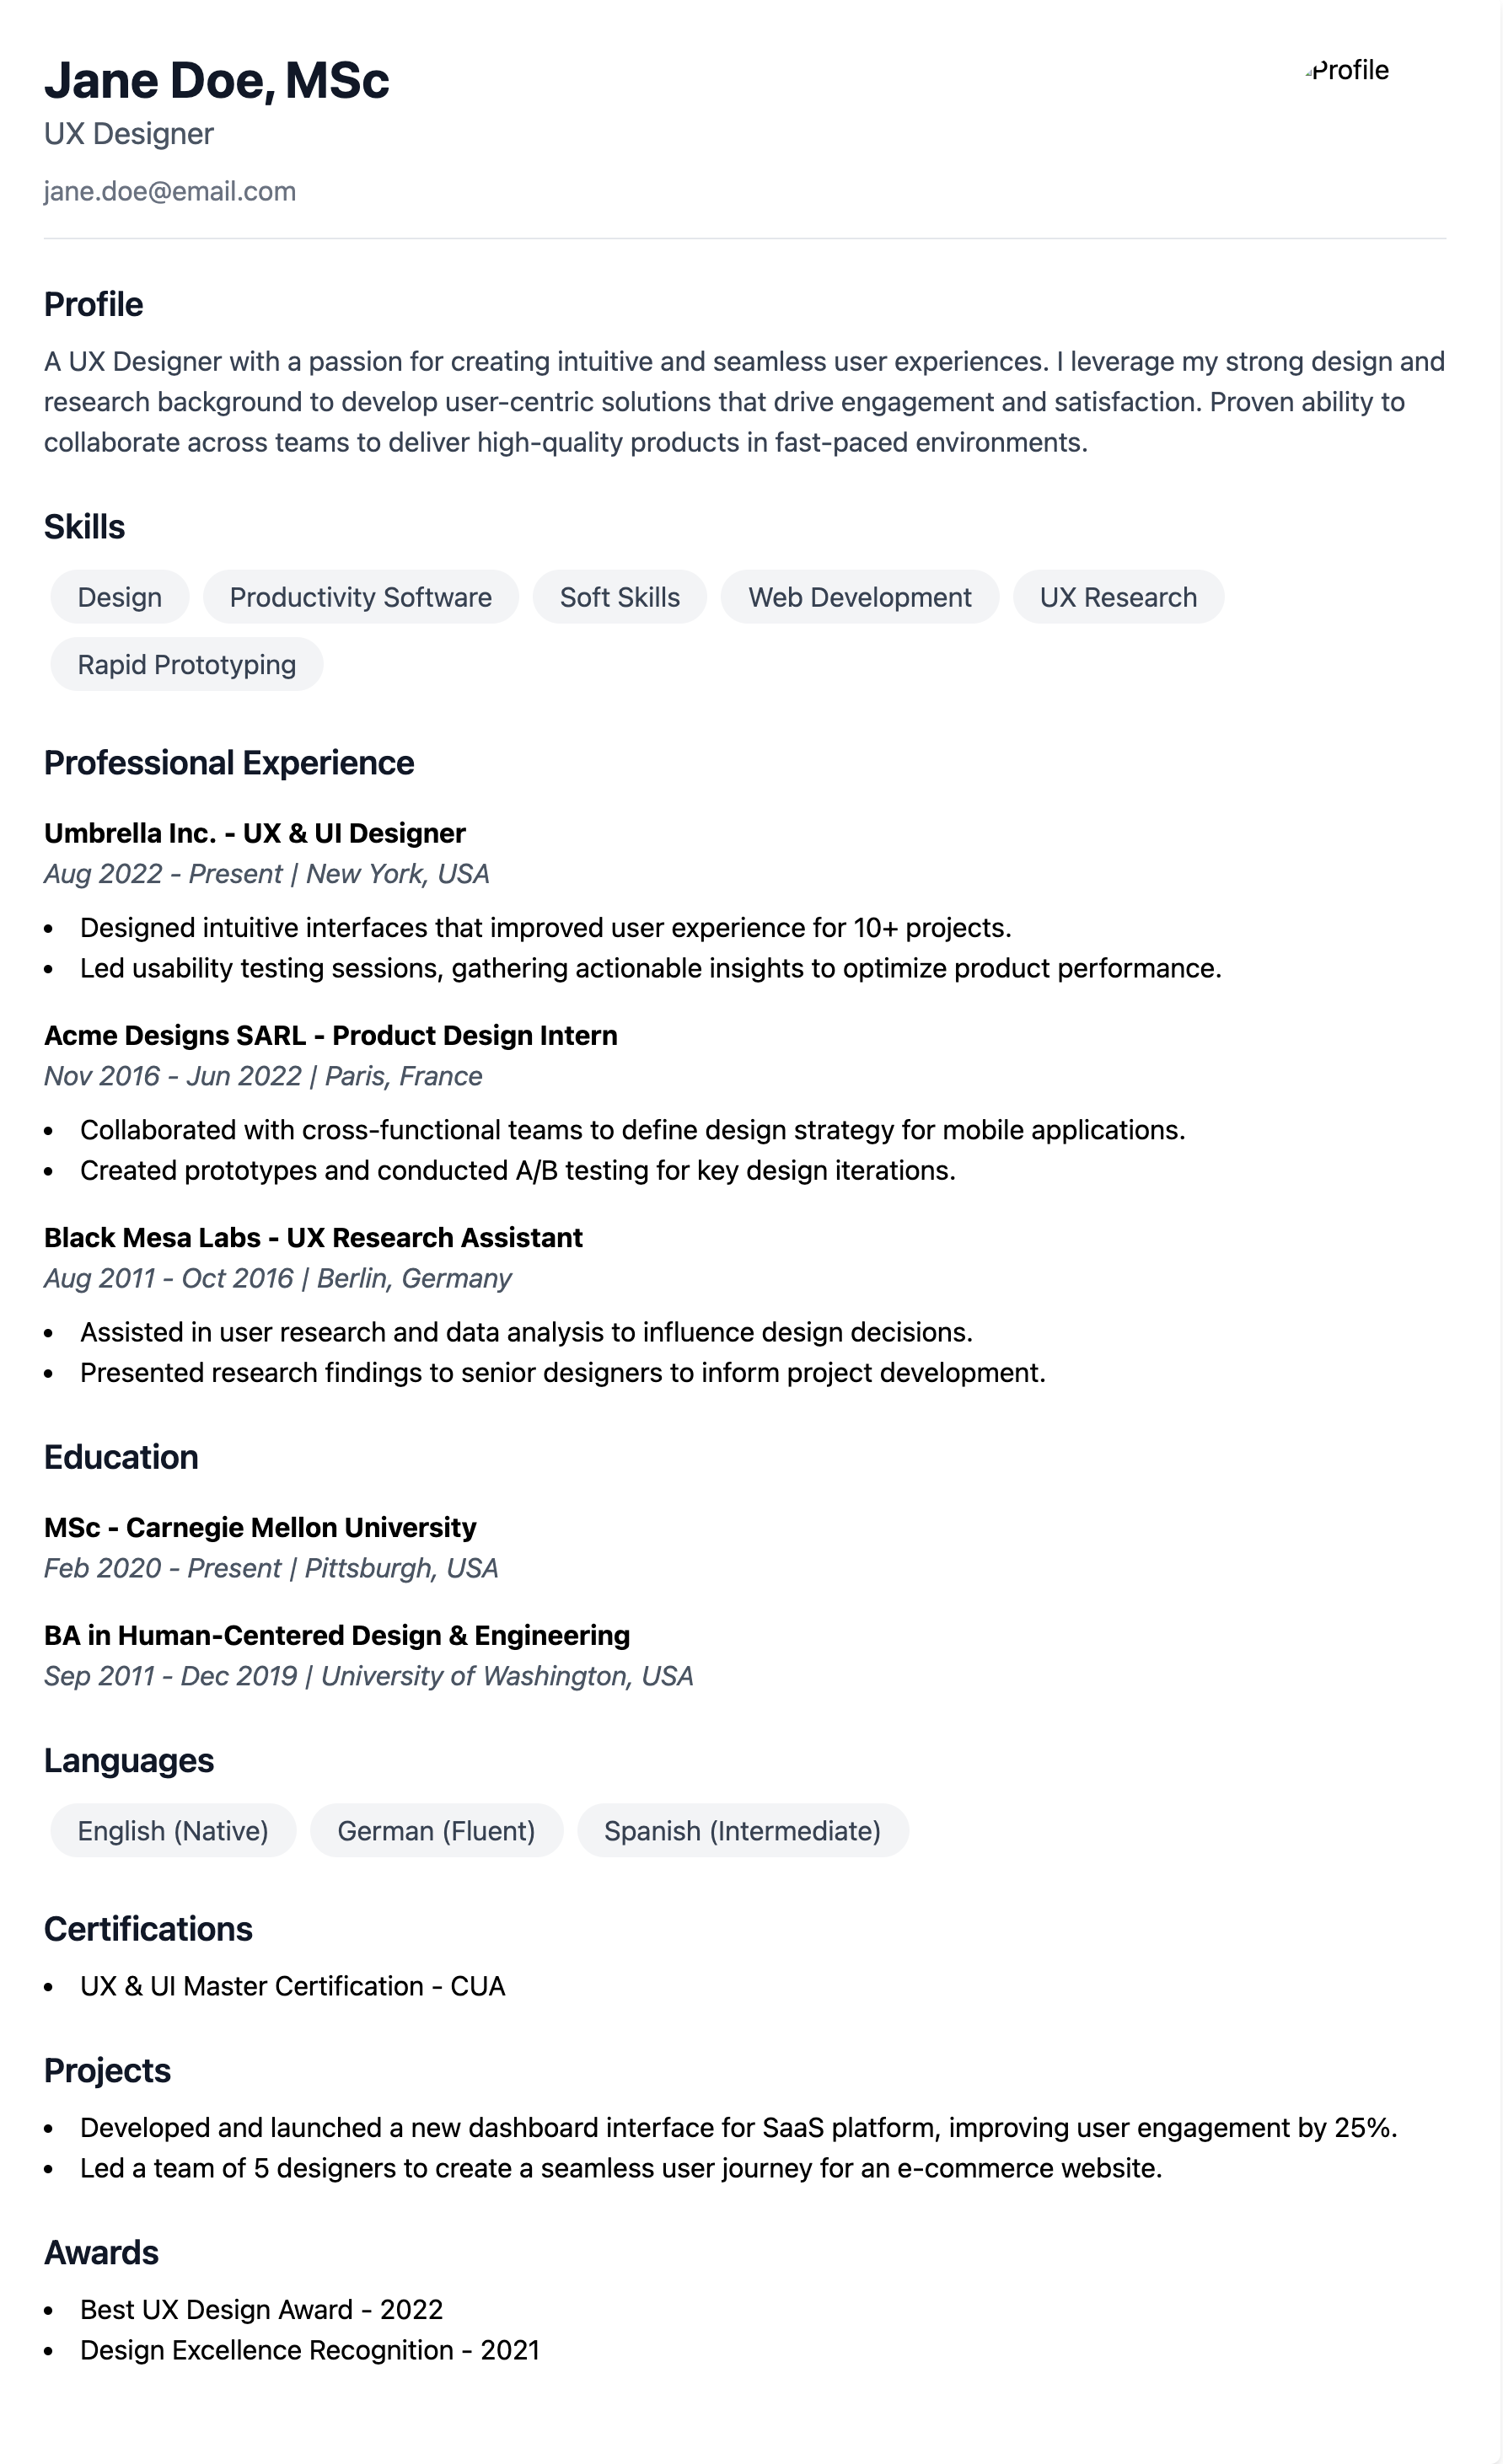 Jane Doe, MSc
Profile
UX Designer
jane.doe@email.com
Profile
A UX Designer with a passion for creating intuitive and seamless user experiences. I leverage my strong design and
research background to develop user-centric solutions that drive engagement and satisfaction. Proven ability to
collaborate across teams to deliver high-quality products in fast-paced environments.
Skills
Design Productivity Software Soft Skills Web Development UX Research
Rapid Prototyping
Professional Experience
Umbrella Inc. - UX & UI Designer
Aug 2022 - Present | New York, USA
• Designed intuitive interfaces that improved user experience for 10+ projects.
• Led usability testing sessions, gathering actionable insights to optimize product performance.
Acme Designs SARL - Product Design Intern
Nov 2016 - Jun 2022 | Paris, France
• Collaborated with cross-functional teams to define design strategy for mobile applications.
• Created prototypes and conducted A/B testing for key design iterations.
Black Mesa Labs - UX Research Assistant
Aug 2011 - Oct 2016 | Berlin, Germany
• Assisted in user research and data analysis to influence design decisions.
• Presented research findings to senior designers to inform project development.
Education
MSc - Carnegie Mellon University
Feb 2020 - Present | Pittsburgh, USA
BA in Human-Centered Design & Engineering
Sep 2011 - Dec 2019 | University of Washington, USA
Languages
English (Native) German (Fluent) Spanish (Intermediate)
Certifications
• UX & UI Master Certification - CUA
Projects
• Developed and launched a new dashboard interface for SaaS platform, improving user engagement by 25%.
• Led a team of 5 designers to create a seamless user journey for an e-commerce website.
Awards
• Best UX Design Award - 2022
• Design Excellence Recognition - 2021